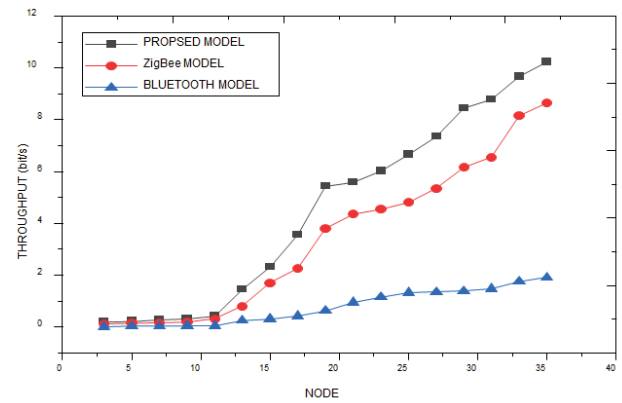 12
10
8
6
4
2
0
THROUGHPUT (bit/s)
PROPSED MODEL
ZigBee MODEL
BLUETOOTH MODEL
0 5 10 15 20 25 30 35 40
NODE